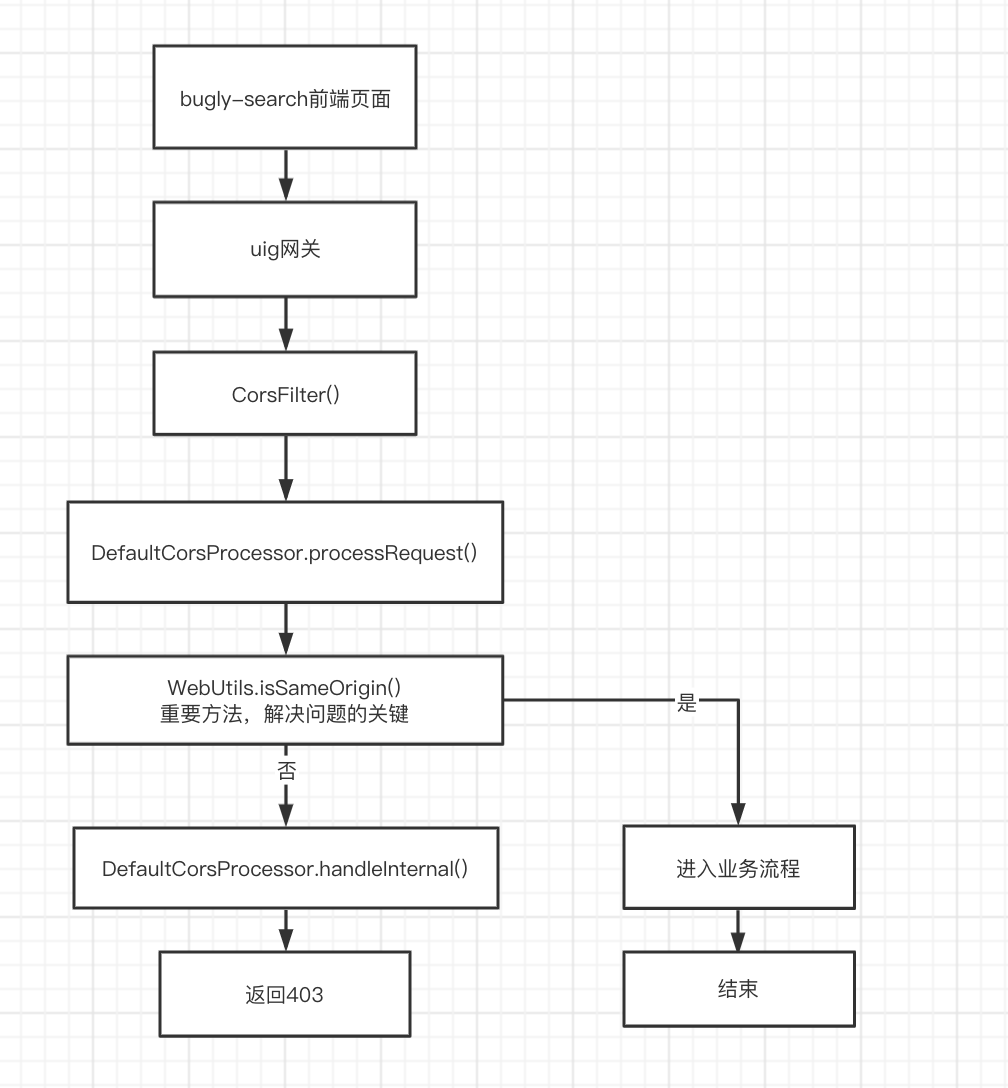 bugly-search前端页面
uig网关
CorsFilter()
DefaultCorsProcessor.processRequest()
WebUtils.isSameOrigin()
重要方法，解决问题的关键
是
否
DefaultCorsProcessor.handleInternal()
进入业务流程
返回403
结束